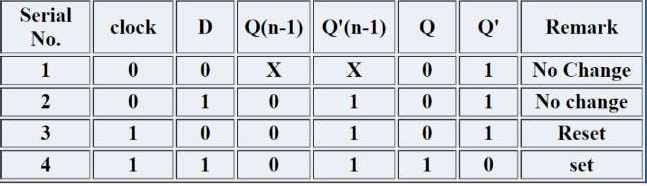 Serial No. clock D Q(n-1) Q'(n-1) Q Q' Remark
1 0 0 X X 0 1 No Change
2 0 1 0 1 0 1 No change
3 1 0 0 1 0 1 Reset
4 1 1 0 1 1 0 set